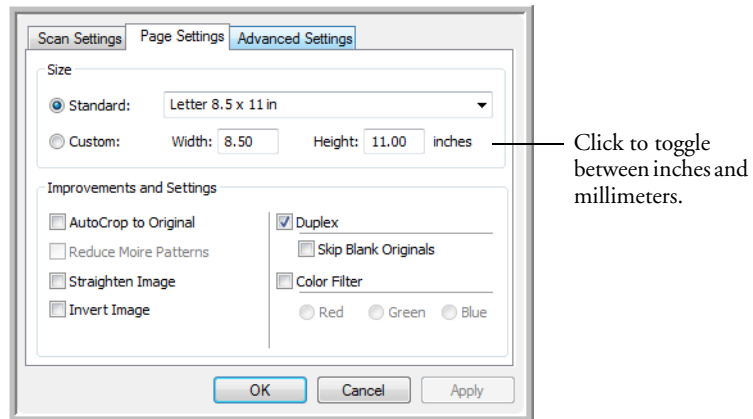 Scan Settings Page Settings Advanced Settings
Size
Standard: Letter 8.5 x 11 in
Custom: Width: 8.50 Height: 11.00 inches
Click to toggle
between inches and
millimeters.
Improvements and Settings
AutoCrop to Original Duplex
Reduce Moire Patterns Skip Blank Originals
Straighten Image Color Filter
Invert Image Red Green Blue
OK Cancel Apply